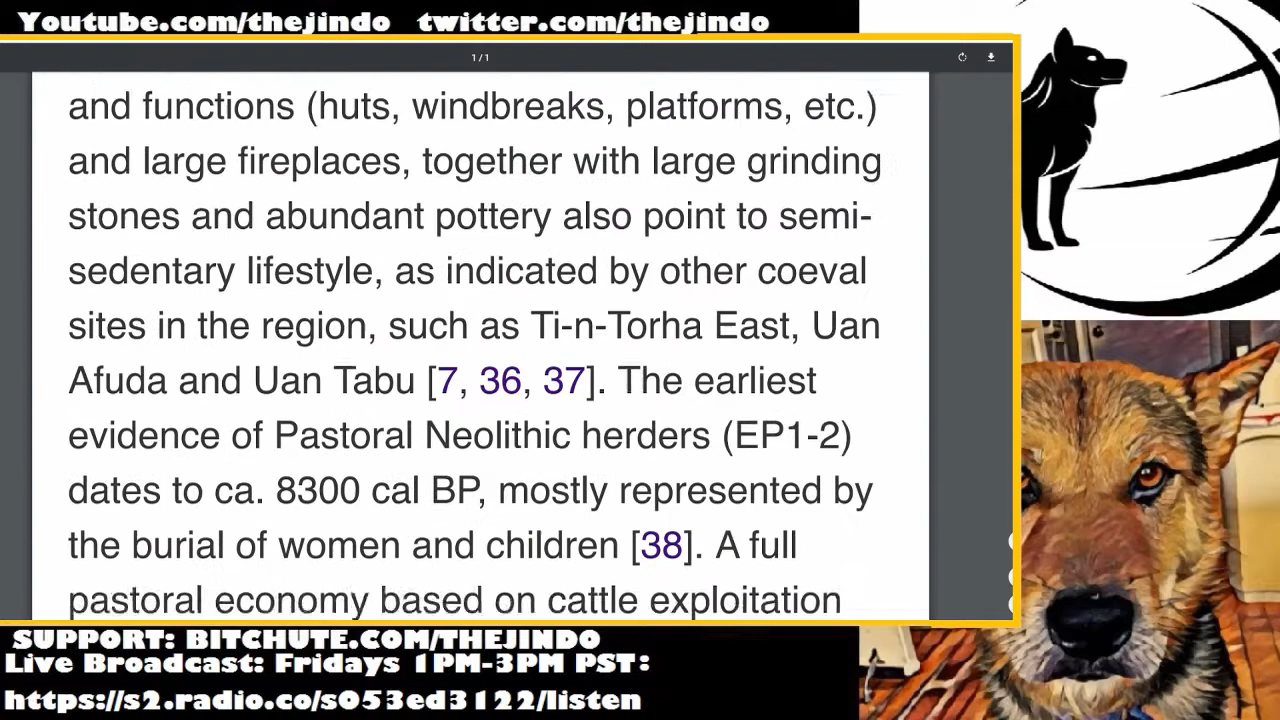 Youtube.com/thejindo twitter.com/thejindo
1/1
and functions (huts, windbreaks, platforms, etc.)
and large fireplaces, together with large grinding
stones and abundant pottery also point to semi-
sedentary lifestyle, as indicated by other coeval
sites in the region, such as Ti-n-Torha East, Uan
Afuda and Uan Tabu [7, 36, 37]. The earliest
evidence of Pastoral Neolithic herders (EP1-2)
dates to ca. 8300 cal BP, mostly represented by
the burial of women and children [38]. A full
pastoral economy based on cattle exploitation
SUPPORT: BITCHUTE.COM/THEJINDO
Live Broadcast: Fridays 1PM-3PM PST:
https://s2.radio.co/s053ed3122/listen